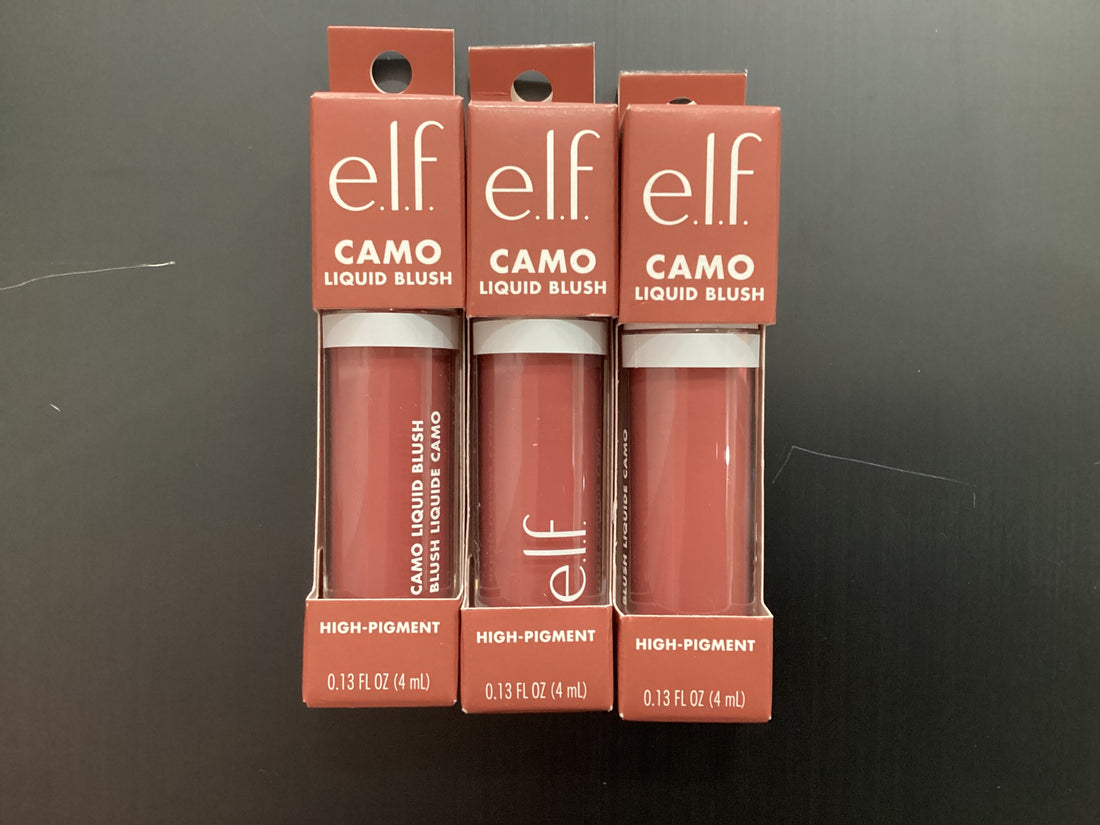 e.l.f.
CAMO
LIQUID BLUSH
CAMO LIQUID BLUSH
BLUSH LIQUIDE CAMO
HIGH-PIGMENT
0.13 FL OZ (4 mL)
e.l.f.
CAMO
LIQUID BLUSH
e.l.f.
HIGH-PIGMENT
0.13 FL OZ (4 mL)
e.l.f.
CAMO
LIQUID BLUSH
BLUSH LIQUIDE CAMO
HIGH-PIGMENT
0.13 FL OZ (4 mL)